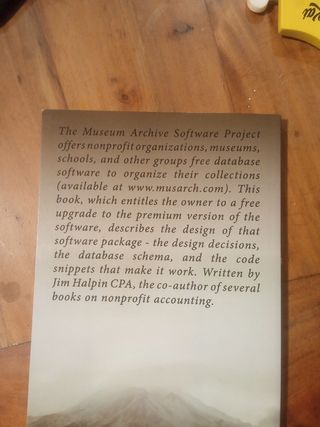 The Museum Archive Software Project
offers nonprofit organizations, museums,
schools, and other groups free database
software to organize their collections
(available at www.musarch.com). This
book, which entitles the owner to a free
upgrade to the premium version of the
software, describes the design of that
software package - the design decisions,
the database schema, and the code
snippets that make it work. Written by
Jim Halpin CPA, the co-author of several
books on nonprofit accounting.